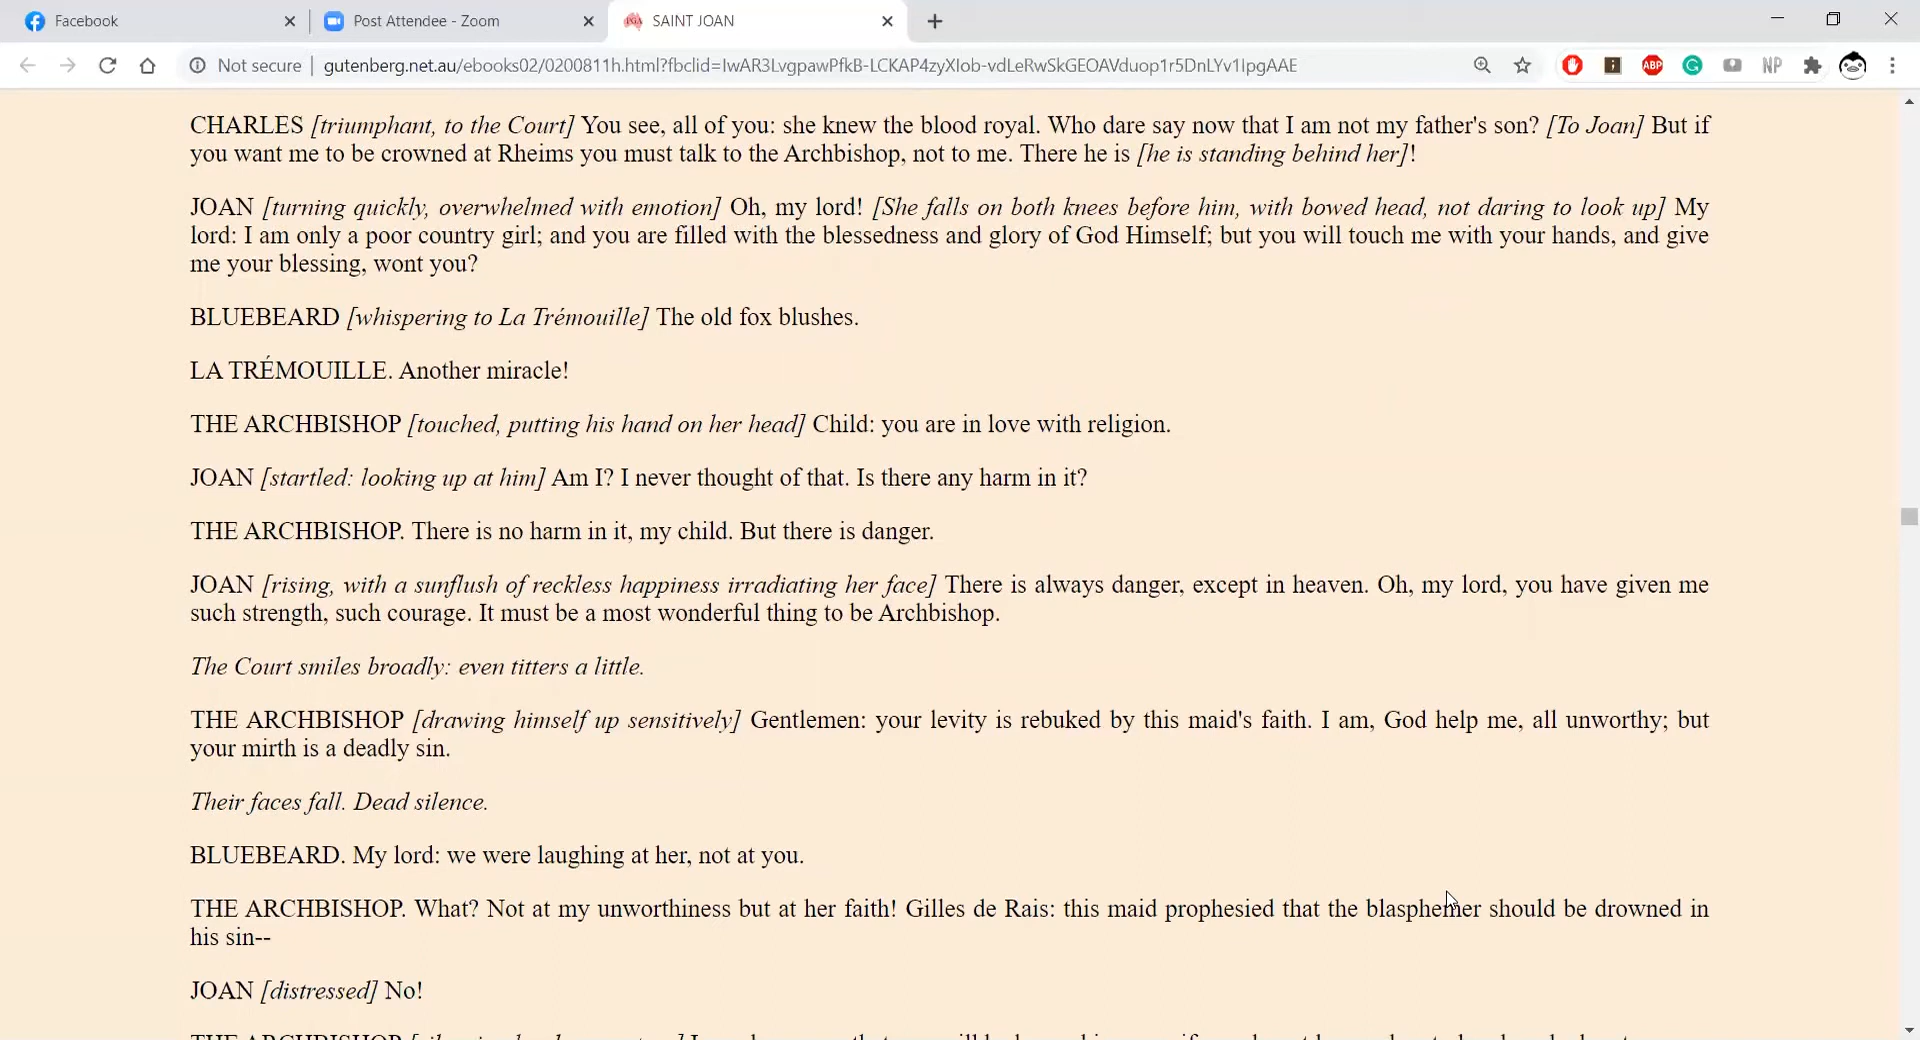 Facebook
Post Attendee - Zoom
SAINT JOAN
Not secure | gutenberg.net.au/ebooks02/0200811h.html?fbclid=IwAR3LvgpawPfkB-LCKAP4zyXIob-vdLeRwSkGEOAVduop1r5DnLYv1IpgAAE
ABP
NP
CHARLES [triumphant, to the Court] You see, all of you: she knew the blood royal. Who dare say now that I am not my father's son? [To Joan] But if
you want me to be crowned at Rheims you must talk to the Archbishop, not to me. There he is [he is standing behind her]!
JOAN [turning quickly, overwhelmed with emotion] Oh, my lord! [She falls on both knees before him, with bowed head, not daring to look up] My
lord: I am only a poor country girl; and you are filled with the blessedness and glory of God Himself; but you will touch me with your hands, and give
me your blessing, wont you?
BLUEBEARD [whispering to La Trémouille] The old fox blushes.
LA TRÉMOUILLE. Another miracle!
THE ARCHBISHOP [touched, putting his hand on her head] Child: you are in love with religion.
JOAN [startled: looking up at him] Am I? I never thought of that. Is there any harm in it?
THE ARCHBISHOP. There is no harm in it, my child. But there is danger.
JOAN [rising, with a sunflush of reckless happiness irradiating her face] There is always danger, except in heaven. Oh, my lord, you have given me
such strength, such courage. It must be a most wonderful thing to be Archbishop.
The Court smiles broadly: even titters a little.
THE ARCHBISHOP [drawing himself up sensitively] Gentlemen: your levity is rebuked by this maid's faith. I am, God help me, all unworthy; but
your mirth is a deadly sin.
Their faces fall. Dead silence.
BLUEBEARD. My lord: we were laughing at her, not at you.
THE ARCHBISHOP. What? Not at my unworthiness but at her faith! Gilles de Rais: this maid prophesied that the blasphemer should be drowned in
his sin--
JOAN [distressed] No!
THE ARCHBISHOP